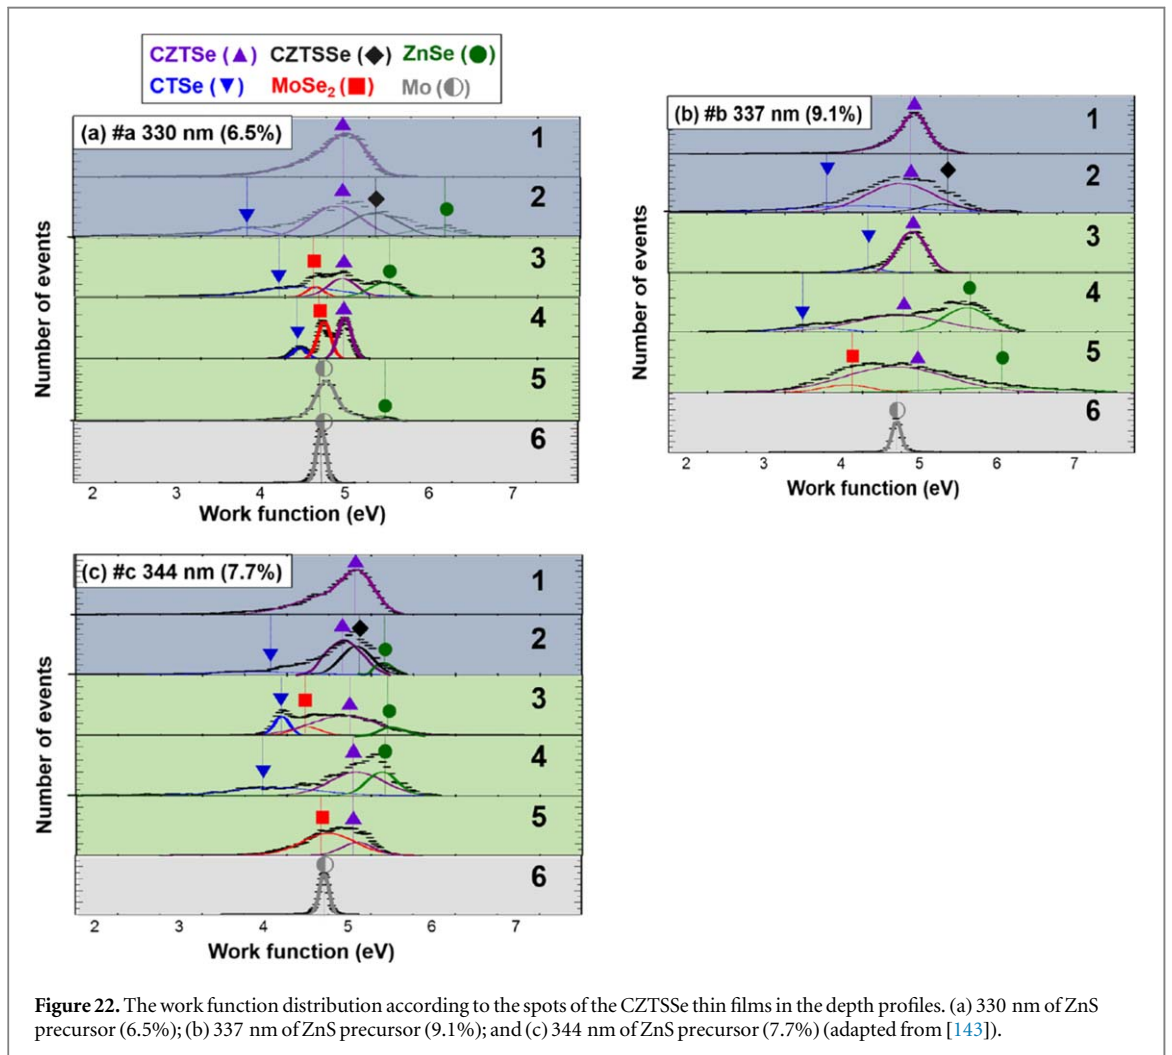 CZTSe (▲) CZTSSe (◆) ZnSe (●)
CTSe (▼) MoSe₂ (■) Mo (◐)
(a) #a 330 nm (6.5%)
1
2
3
4
5
6
Number of events
2 3 4 5 6 7
Work function (eV)
(b) #b 337 nm (9.1%)
1
2
3
4
5
6
Number of events
2 3 4 5 6 7
Work function (eV)
(c) #c 344 nm (7.7%)
1
2
3
4
5
6
Number of events
2 3 4 5 6 7
Work function (eV)
Figure 22. The work function distribution according to the spots of the CZTSSe thin films in the depth profiles. (a) 330 nm of ZnS
precursor (6.5%); (b) 337 nm of ZnS precursor (9.1%); and (c) 344 nm of ZnS precursor (7.7%) (adapted from [143]).